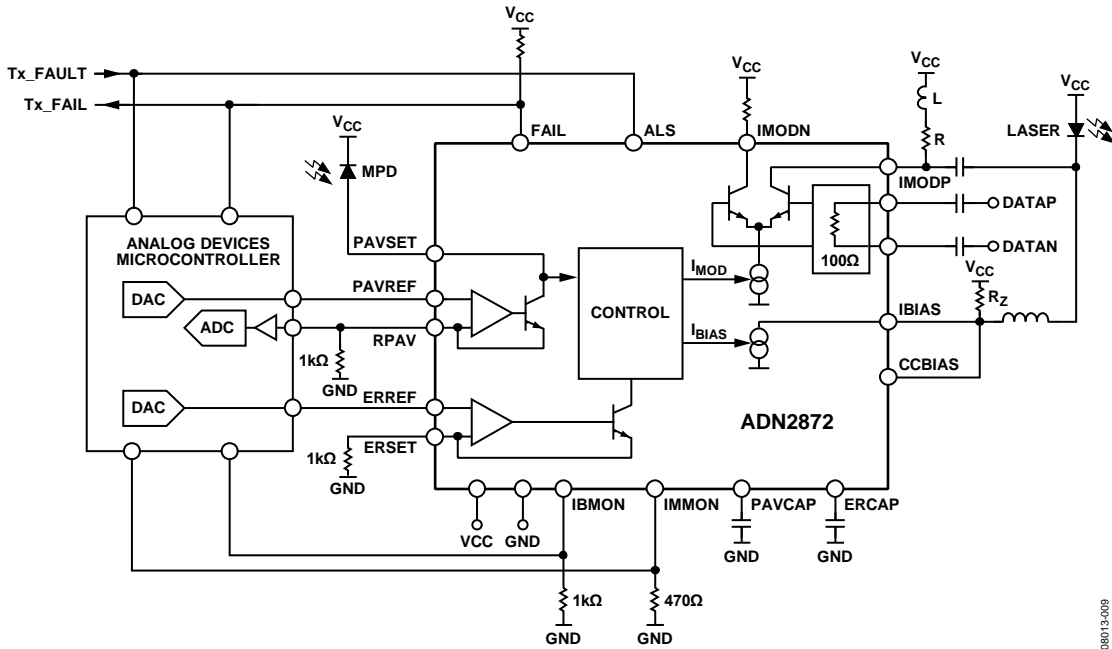 VCC
Tx_FAULT
Tx_FAIL
VCC
VCC
L
R
VCC
LASER
VCC
MPD
FAIL
ALS
IMODN
IMODP
DATAP
DATAN
100Ω
ANALOG DEVICES
MICROCONTROLLER
PAVSET
DAC
PAVREF
ADC
RPAV
1kΩ
GND
CONTROL
IMOD
IBIAS
VCC
RZ
IBIAS
CCBIAS
DAC
ERREF
ERSET
1kΩ
GND
ADN2872
VCC
GND
IBMON
IMMON
PAVCAP
ERCAP
GND
GND
1kΩ
470Ω
GND
GND
08013-009